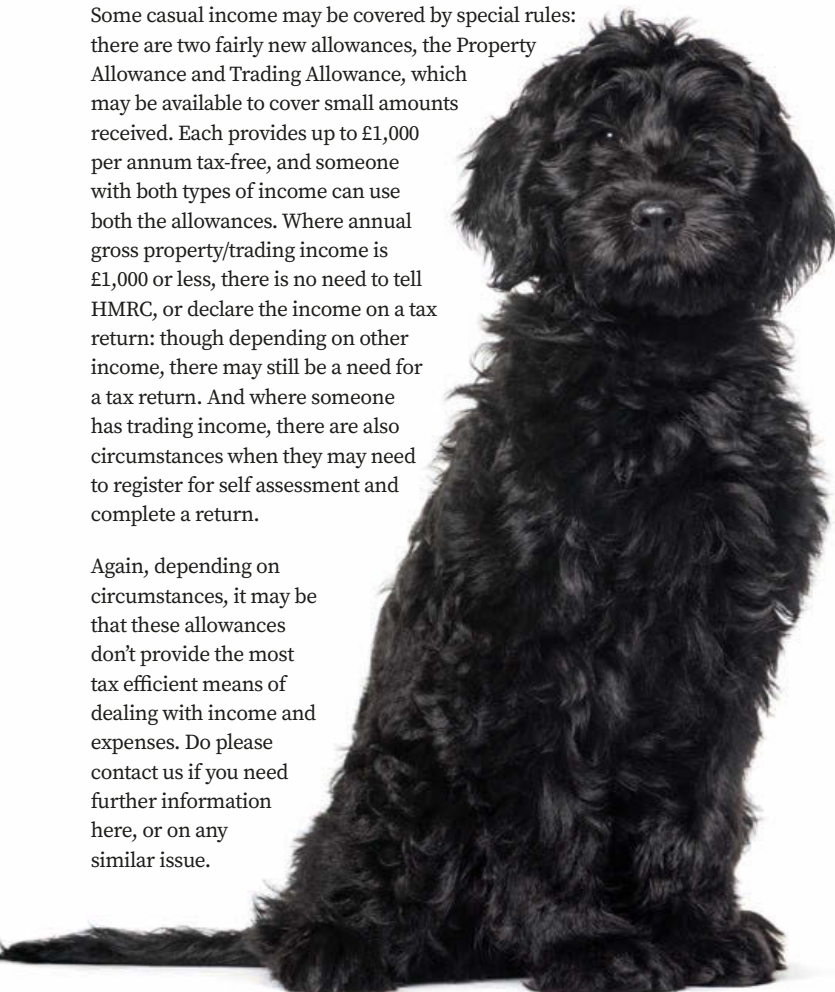 Some casual income may be covered by special rules:
there are two fairly new allowances, the Property
Allowance and Trading Allowance, which
may be available to cover small amounts
received. Each provides up to £1,000
per annum tax-free, and someone
with both types of income can use
both the allowances. Where annual
gross property/trading income is
£1,000 or less, there is no need to tell
HMRC, or declare the income on a tax
return: though depending on other
income, there may still be a need for
a tax return. And where someone
has trading income, there are also
circumstances when they may need
to register for self assessment and
complete a return.
Again, depending on
circumstances, it may be
that these allowances
don’t provide the most
tax efficient means of
dealing with income and
expenses. Do please
contact us if you need
further information
here, or on any
similar issue.